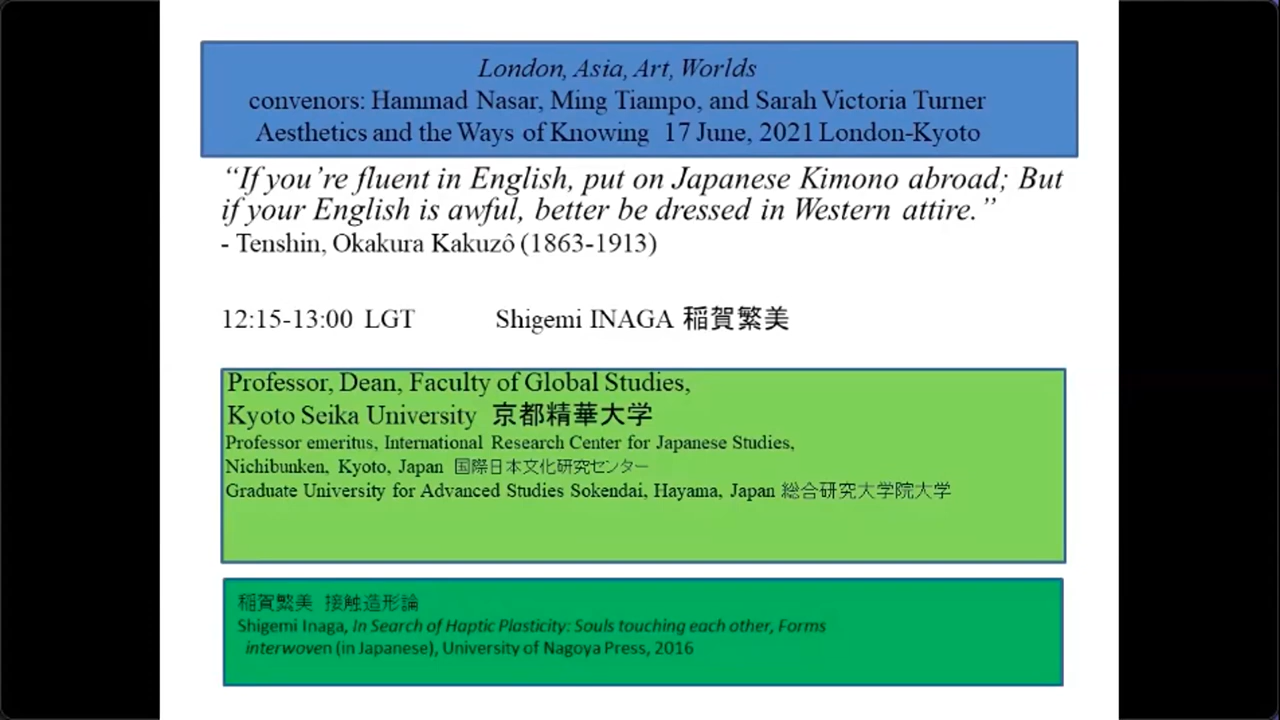 London, Asia, Art, Worlds
convenors: Hammad Nasar, Ming Tiampo, and Sarah Victoria Turner
Aesthetics and the Ways of Knowing 17 June, 2021 London-Kyoto
“If you’re fluent in English, put on Japanese Kimono abroad; But
if your English is awful, better be dressed in Western attire.”
- Tenshin, Okakura Kakuzô (1863-1913)
12:15-13:00 LGT Shigemi INAGA 稲賀繁美
Professor, Dean, Faculty of Global Studies,
Kyoto Seika University 京都精華大学
Professor emeritus, International Research Center for Japanese Studies,
Nichibunken, Kyoto, Japan 国際日本文化研究センター
Graduate University for Advanced Studies Sokendai, Hayama, Japan 総合研究大学院大学
稲賀繁美 接触造形論
Shigemi Inaga, In Search of Haptic Plasticity: Souls touching each other, Forms
interwoven (in Japanese), University of Nagoya Press, 2016